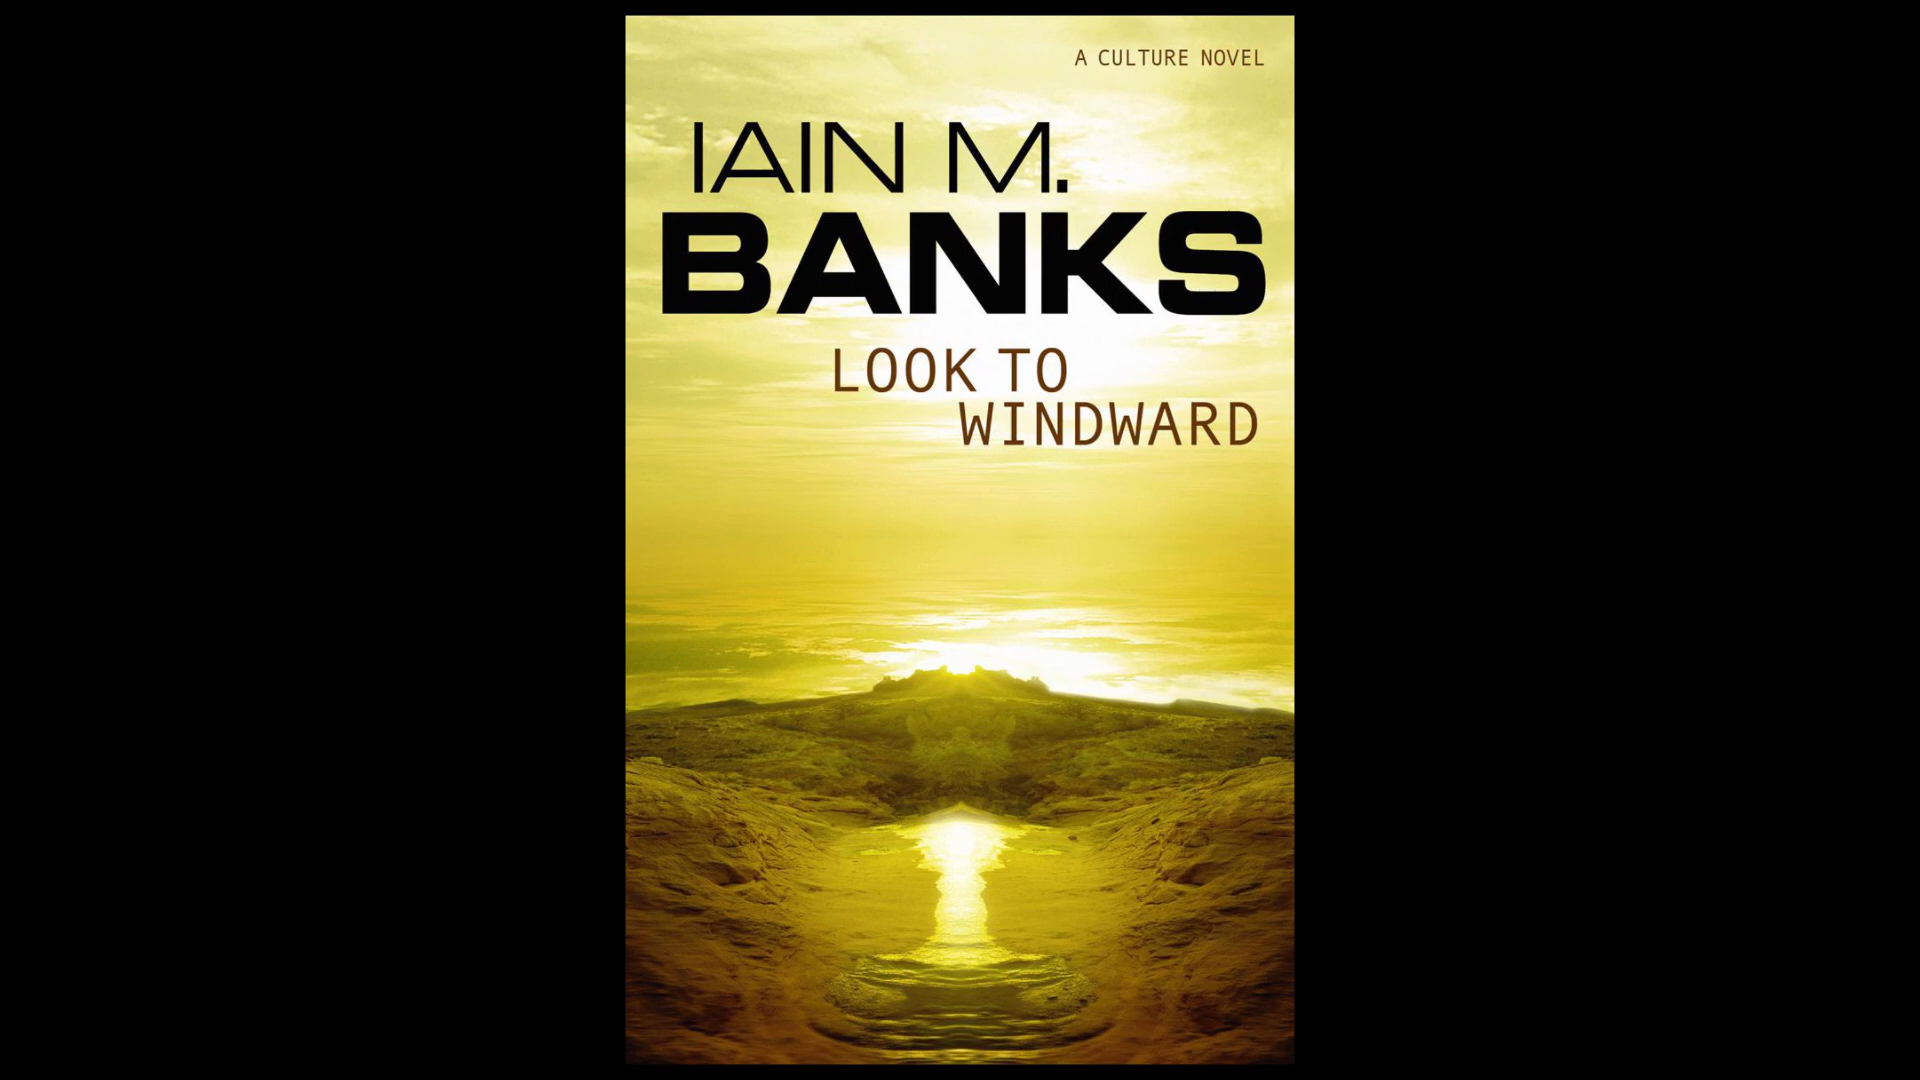 A CULTURE NOVEL
IAIN M.
BANKS
LOOK TO
WINDWARD